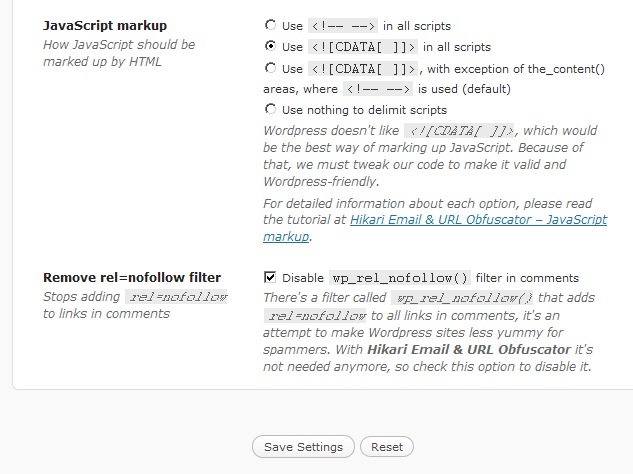 JavaScript markup
How JavaScript should be
marked up by HTML
Use <!-- --> in all scripts
Use <![CDATA[ ]]> in all scripts
Use <![CDATA[ ]]>, with exception of the_content()
areas, where <!-- --> is used (default)
Use nothing to delimit scripts
Wordpress doesn't like <![CDATA[ ]]>, which would
be the best way of marking up JavaScript. Because
of that, we must tweak our code to make it valid and
Wordpress-friendly.
For detailed information about each option, please read
the tutorial at Hikari Email & URL Obfuscator – JavaScript
markup.
Remove rel=nofollow filter
Stops adding rel=nofollow
to links in comments
Disable wp_rel_nofollow() filter in comments
There's a filter called wp_rel_nofollow() that adds
rel=nofollow to all links in comments, it's an
attempt to make Wordpress sites less yummy for
spammers. With Hikari Email & URL Obfuscator it's
not needed anymore, so check this option to disable it.
Save Settings
Reset